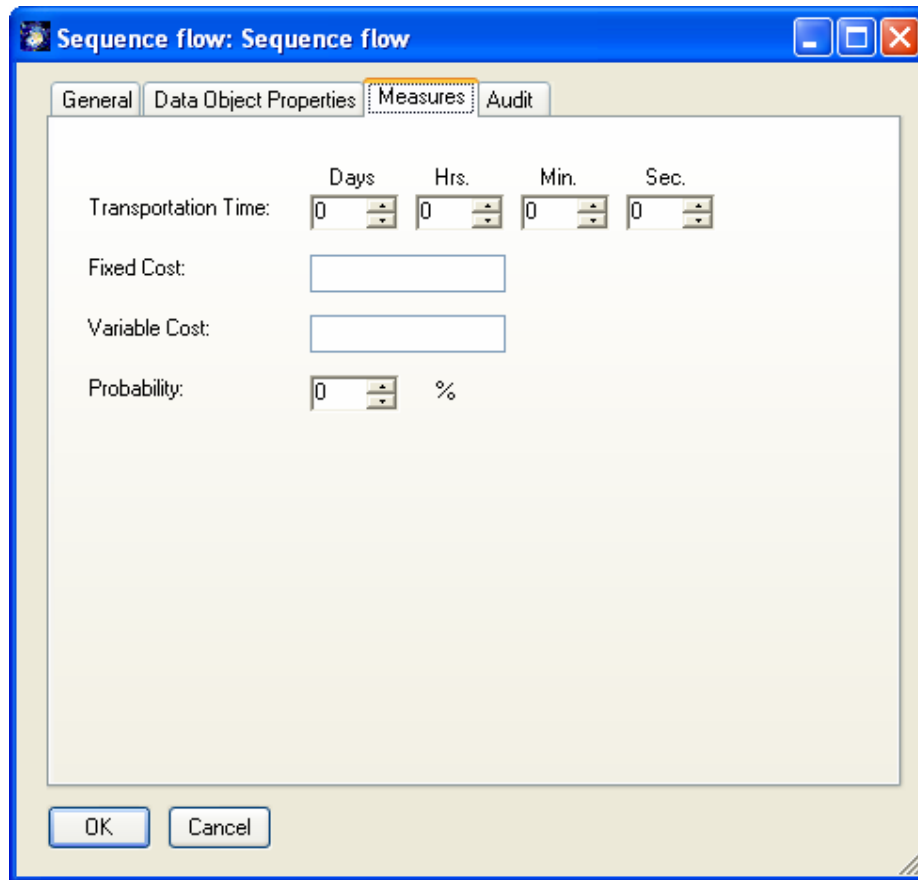 Sequence flow: Sequence flow
General Data Object Properties Measures Audit
Days Hrs. Min. Sec.
Transportation Time: 0 0 0 0
Fixed Cost:
Variable Cost:
Probability: 0 %
OK Cancel